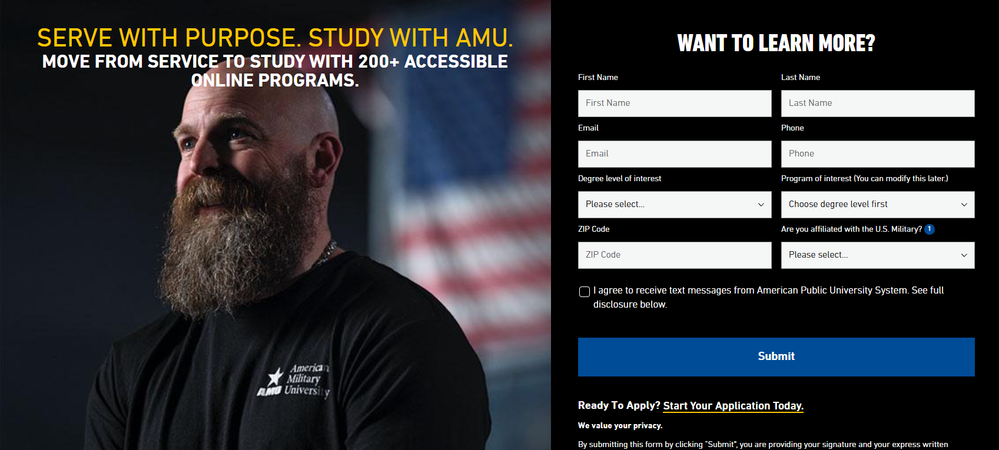 SERVE WITH PURPOSE. STUDY WITH AMU.
MOVE FROM SERVICE TO STUDY WITH 200+ ACCESSIBLE
ONLINE PROGRAMS.
American
Military
AMU University
WANT TO LEARN MORE?
First Name
Last Name
First Name
Last Name
Email
Phone
Email
Phone
Degree level of interest
Program of interest (You can modify this later.)
Please select...
Choose degree level first
ZIP Code
Are you affiliated with the U.S. Military? 1
ZIP Code
Please select...
I agree to receive text messages from American Public University System. See full
disclosure below.
Submit
Ready To Apply? Start Your Application Today.
We value your privacy.
By submitting this form by clicking "Submit", you are providing your signature and your express written